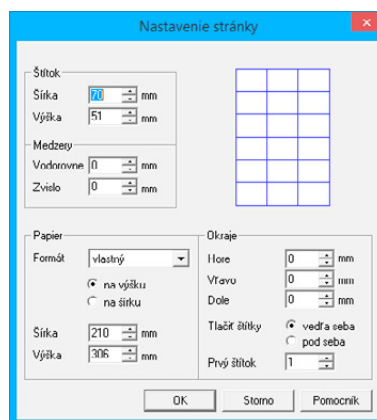 Nastavenie stránky
Štítok
Šírka 70 mm
Výška 51 mm
Medzery
Vodorovne 0 mm
Zvislo 0 mm
Papier
Formát vlastný
na výšku
na šírku
Šírka 210 mm
Výška 306 mm
Okraje
Hore 0 mm
Vľavo 0 mm
Dole 0 mm
Tlačiť štítky vedľa seba
pod seba
Prvý štítok 1
OK Storno Pomocník